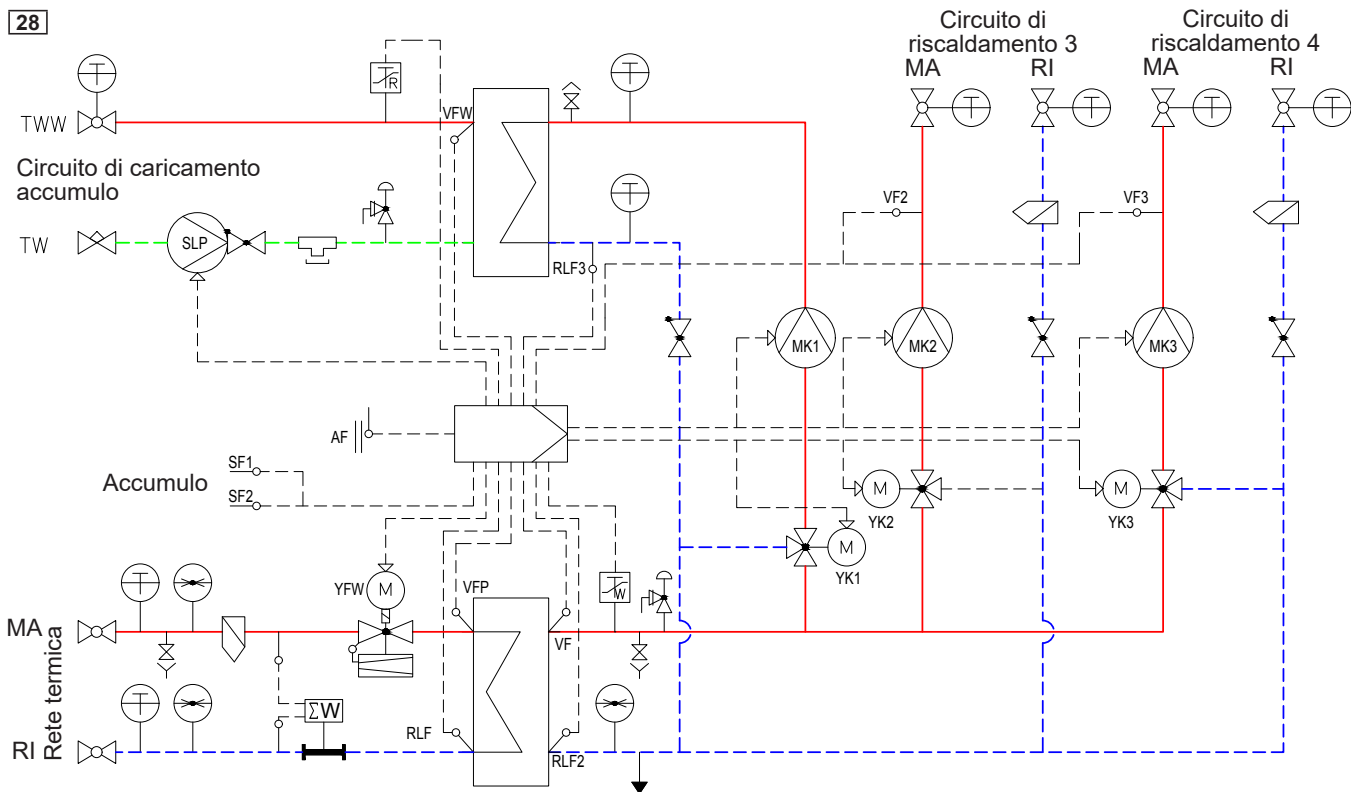 28
Circuito di
riscaldamento 3
Circuito di
riscaldamento 4
MA
RI
MA
RI
T
T
T
T
T
T
R
VFW
TWW
Circuito di caricamento
accumulo
T
TW
SLP
RLF3
VF2
VF3
MK1
MK2
MK3
AF
SF1
Accumulo
SF2
M
YK2
M
YK3
M
YK1
T
YFW
M
VFP
W
MA
VF
Rete termica
T
ΣW
RLF
RLF2
RI